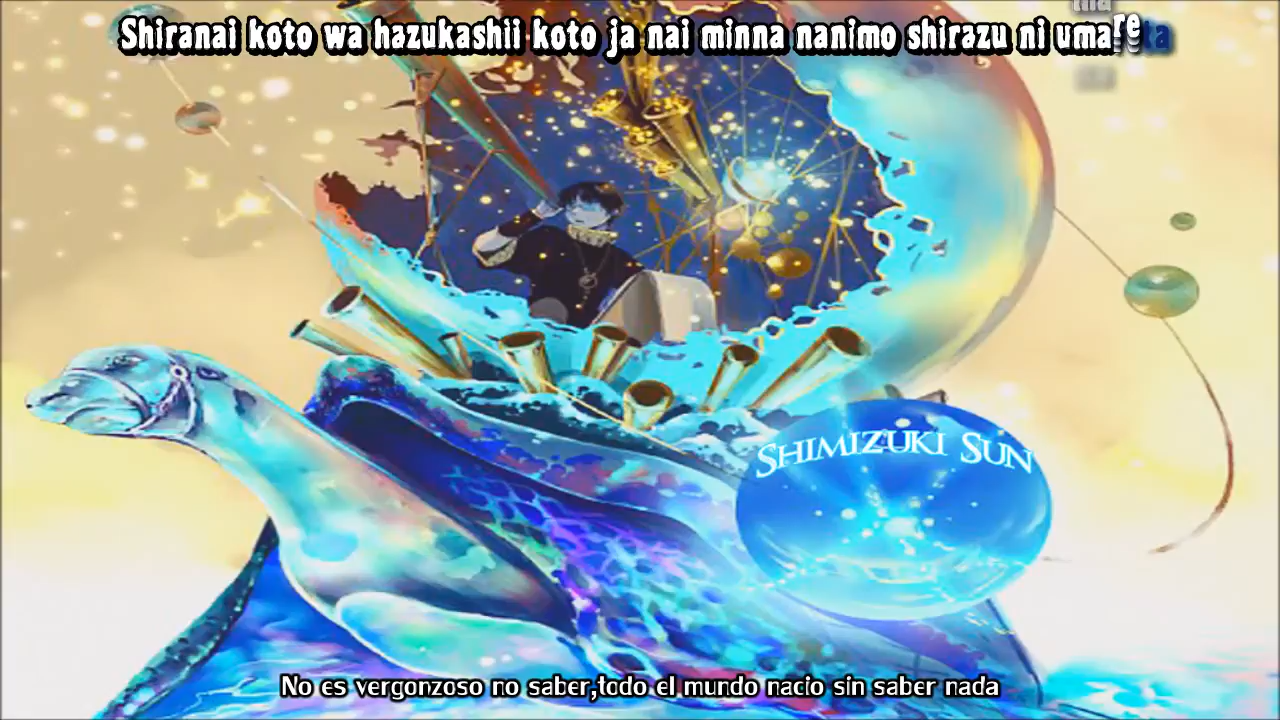 Shiranai koto wa hazukashii koto ja nai minna nanimo shirazu ni umareta
SHIMIZUKI SUN
No es vergonzoso no saber,todo el mundo nacio sin saber nada